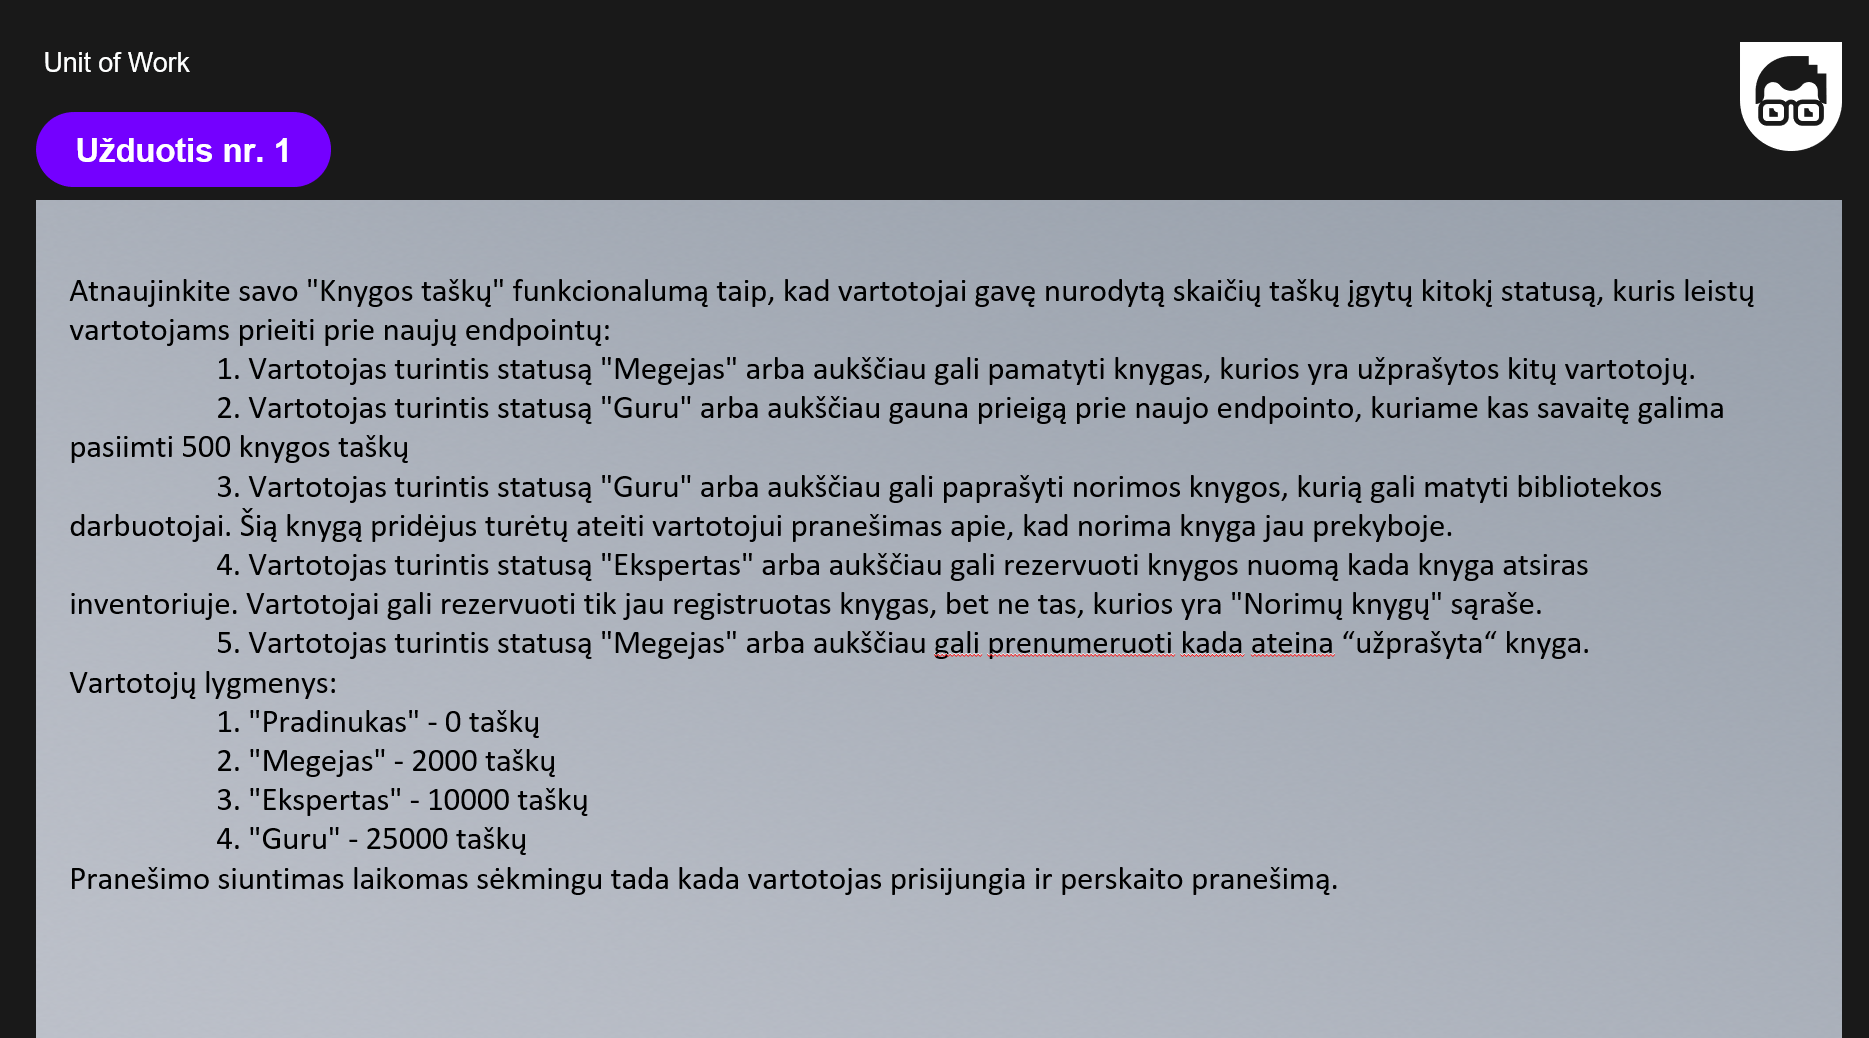 Unit of Work
Užduotis nr. 1
Atnaujinkite savo "Knygos taškų" funkcionalumą taip, kad vartotojai gavę nurodytą skaičių taškų įgytų kitokį statusą, kuris leistų
vartotojams prieiti prie naujų endpointų:
1. Vartotojas turintis statusą "Megejas" arba aukščiau gali pamatyti knygas, kurios yra užprašytos kitų vartotojų.
2. Vartotojas turintis statusą "Guru" arba aukščiau gauna prieigą prie naujo endpointo, kuriame kas savaitę galima
pasiimti 500 knygos taškų
3. Vartotojas turintis statusą "Guru" arba aukščiau gali paprašyti norimos knygos, kurią gali matyti bibliotekos
darbuotojai. Šią knygą pridėjus turėtų ateiti vartotojui pranešimas apie, kad norima knyga jau prekyboje.
4. Vartotojas turintis statusą "Ekspertas" arba aukščiau gali rezervuoti knygos nuomą kada knyga atsiras
inventoriuje. Vartotojai gali rezervuoti tik jau registruotas knygas, bet ne tas, kurios yra "Norimų knygų" sąraše.
5. Vartotojas turintis statusą "Megejas" arba aukščiau gali prenumeruoti kada ateina “užprašyta“ knyga.
Vartotojų lygmenys:
1. "Pradinukas" - 0 taškų
2. "Megejas" - 2000 taškų
3. "Ekspertas" - 10000 taškų
4. "Guru" - 25000 taškų
Pranešimo siuntimas laikomas sėkmingu tada kada vartotojas prisijungia ir perskaito pranešimą.